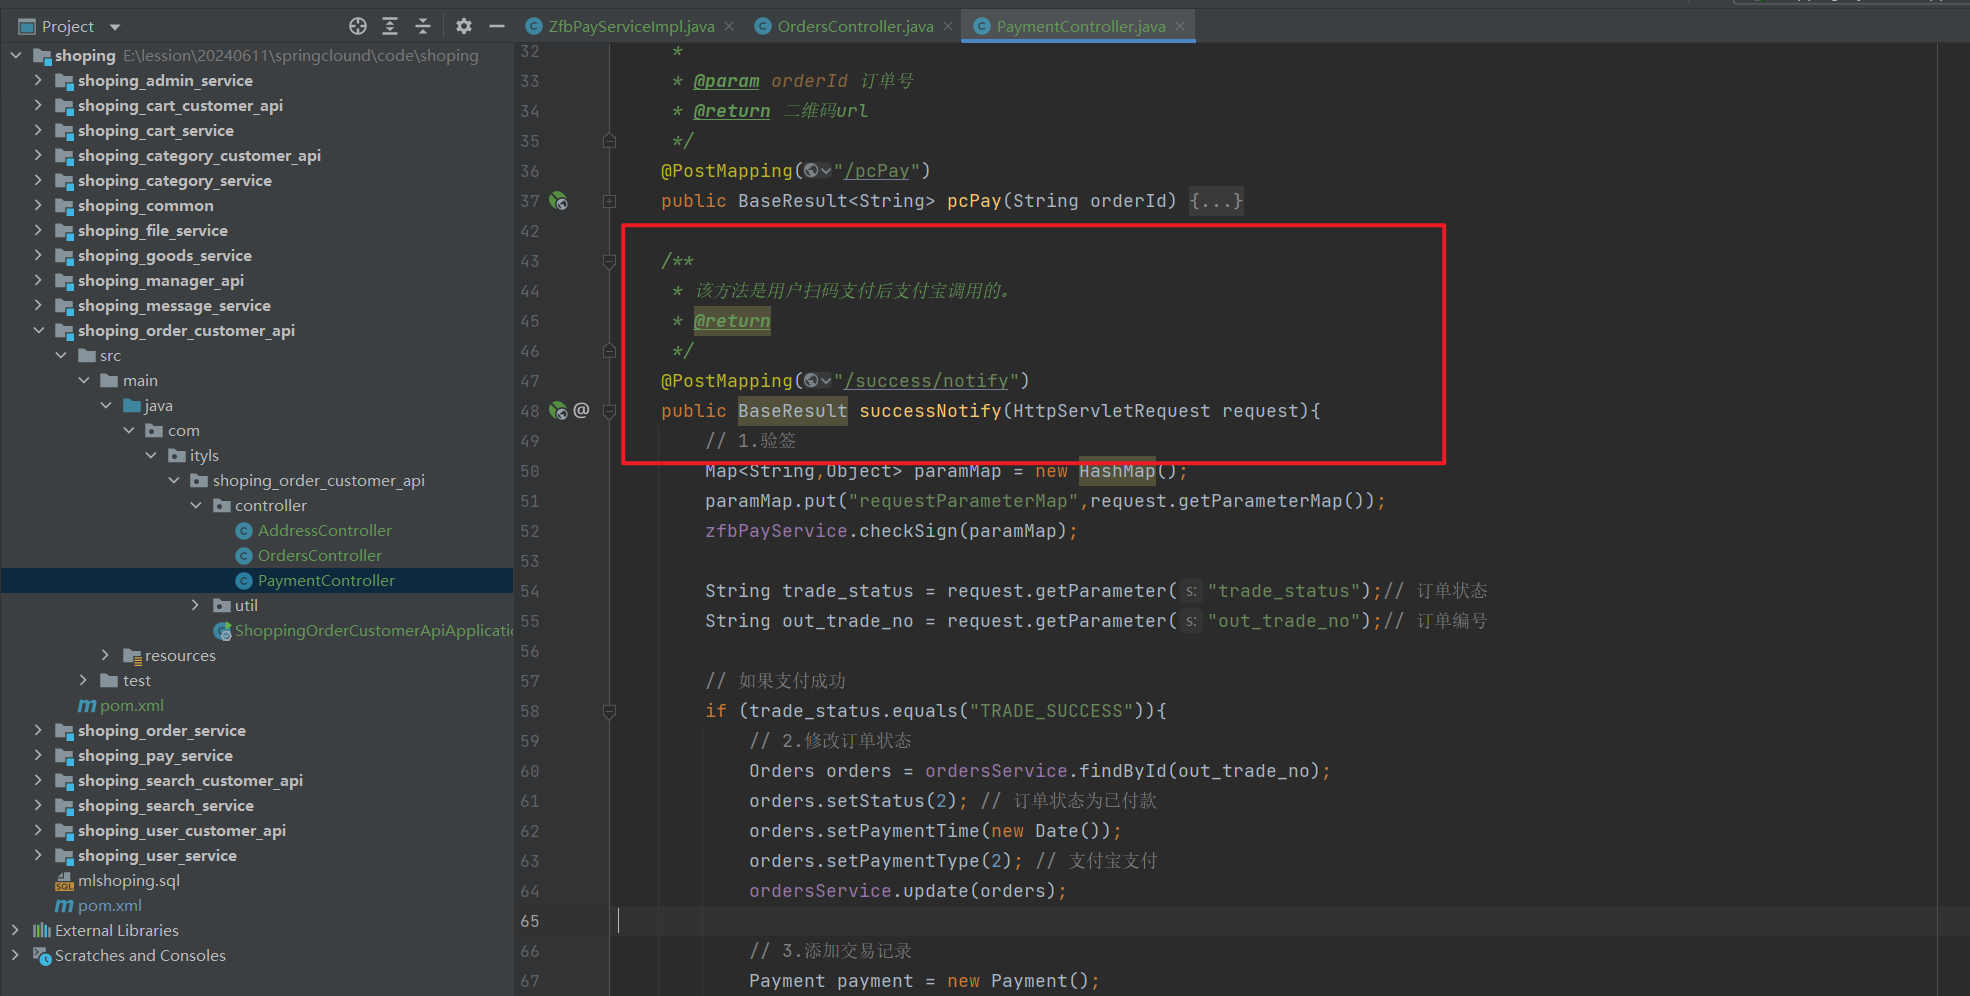 Project
ZfbPayServiceImpl.java
OrdersController.java
PaymentController.java
shoping E:\lession\20240611\springclound\code\shoping
shoping_admin_service
shoping_cart_customer_api
shoping_cart_service
shoping_category_customer_api
shoping_category_service
shoping_common
shoping_file_service
shoping_goods_service
shoping_manager_api
shoping_message_service
shoping_order_customer_api
src
main
java
com
ityls
shoping_order_customer_api
controller
AddressController
OrdersController
PaymentController
util
ShoppingOrderCustomerApiApplicatio
resources
test
pom.xml
shoping_order_service
shoping_pay_service
shoping_search_customer_api
shoping_search_service
shoping_user_customer_api
shoping_user_service
mlshoping.sql
pom.xml
External Libraries
Scratches and Consoles
32 *
33 * @param orderId 订单号
34 * @return 二维码url
35 */
36 @PostMapping("/pcPay")
37 public BaseResult<String> pcPay(String orderId) {...}
42
43 /**
44 * 该方法是用户扫码支付后支付宝调用的。
45 * @return
46 */
47 @PostMapping("/success/notify")
48 @ public BaseResult successNotify(HttpServletRequest request){
49 // 1.验签
50 Map<String,Object> paramMap = new HashMap();
51 paramMap.put("requestParameterMap",request.getParameterMap());
52 zfbPayService.checkSign(paramMap);
53
54 String trade_status = request.getParameter( s: "trade_status");// 订单状态
55 String out_trade_no = request.getParameter( s: "out_trade_no");// 订单编号
56
57 // 如果支付成功
58 if (trade_status.equals("TRADE_SUCCESS")){
59 // 2.修改订单状态
60 Orders orders = ordersService.findById(out_trade_no);
61 orders.setStatus(2); // 订单状态为已付款
62 orders.setPaymentTime(new Date());
63 orders.setPaymentType(2); // 支付宝支付
64 ordersService.update(orders);
65
66 // 3.添加交易记录
67 Payment payment = new Payment();